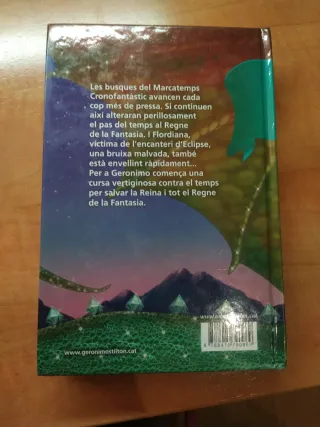 Les busques del Marcatemps
Cronofantàstic avancen cada
cop més de pressa. Si continuen
així alteraran perillosament
el pas del temps al Regne
de la Fantasia. I Flordiana,
víctima de l'encanteri d'Eclipse,
una bruixa malvada, també
està envellint ràpidament...
Per a Geronimo comença una
cursa vertiginosa contra el temps
per salvar la Reina i tot el Regne
de la Fantasia.
www.geronimostilton.cat